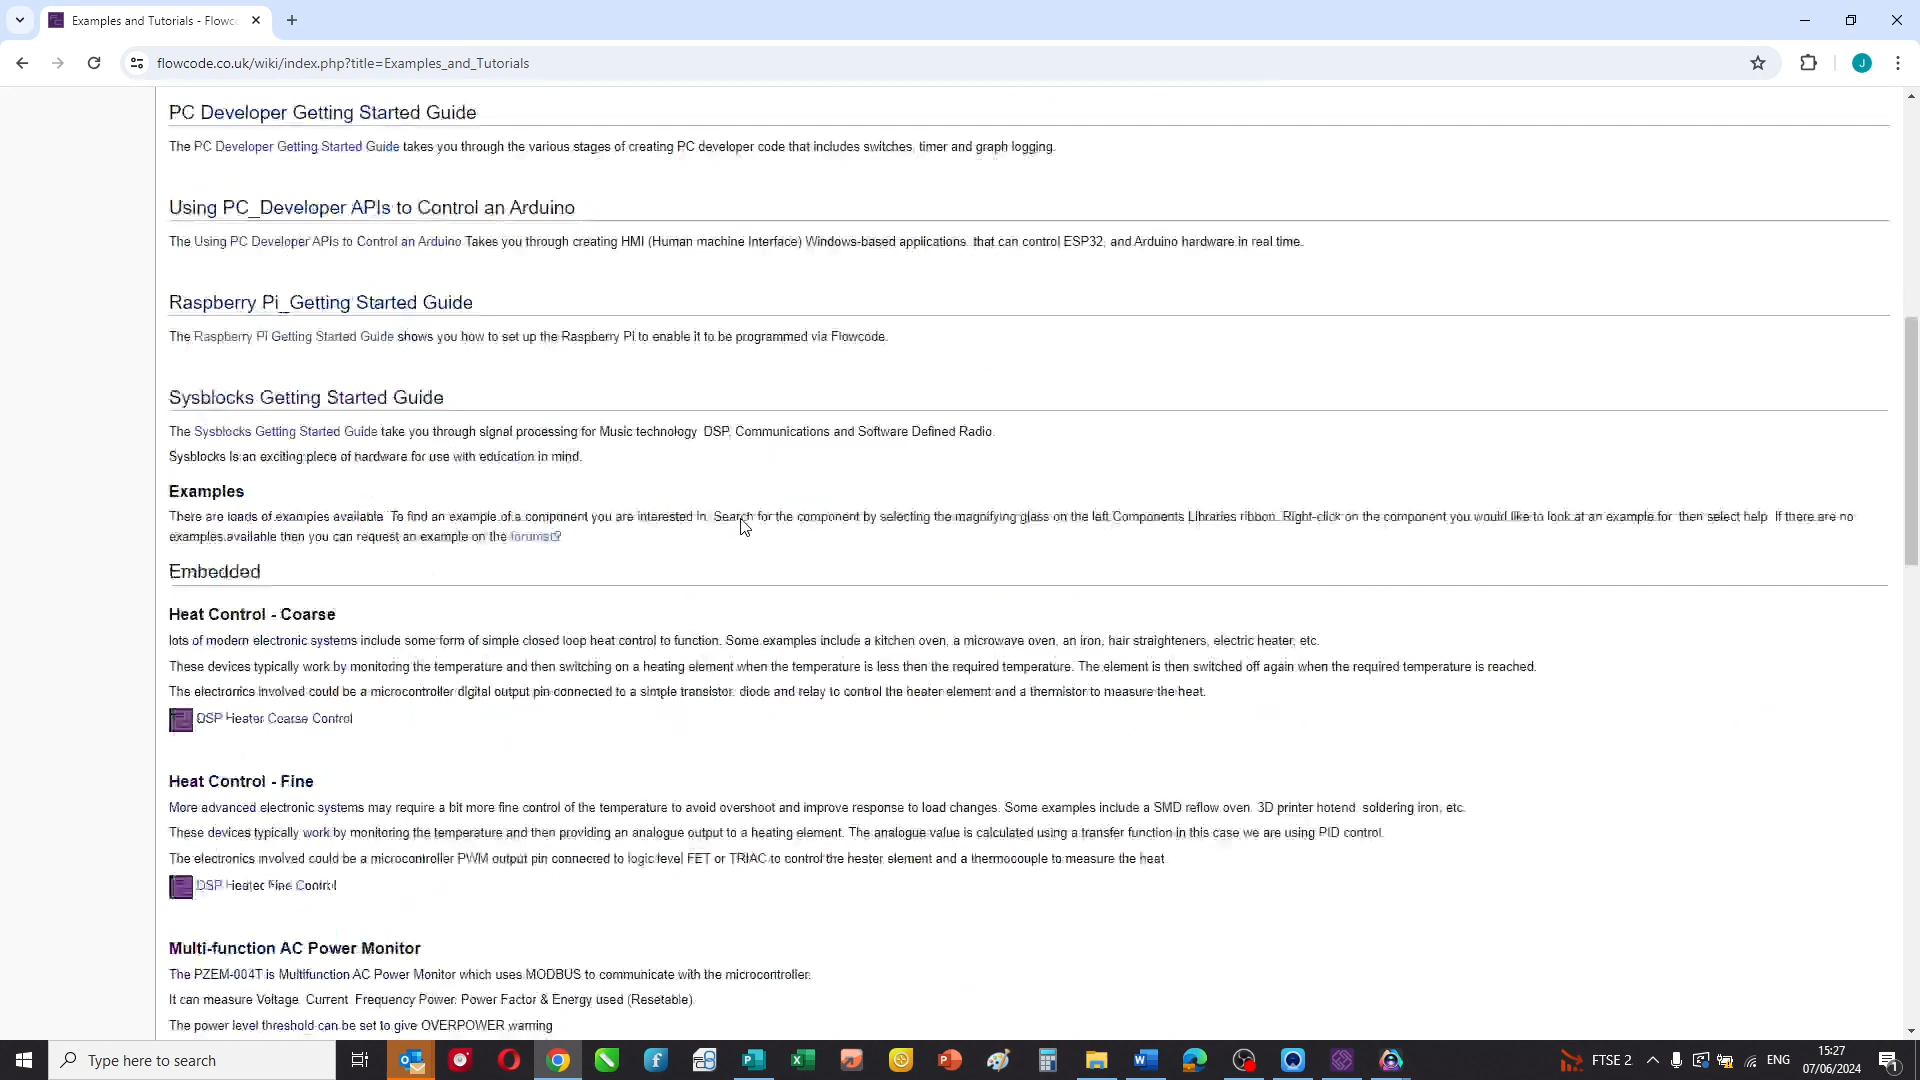 Examples and Tutorials - Flowc
flowcode.co.uk/wiki/index.php?title=Examples_and_Tutorials
J
PC Developer Getting Started Guide
The PC Developer Getting Started Guide takes you through the various stages of creating PC developer code that includes switches, timer and graph logging.
Using PC_Developer APIs to Control an Arduino
The Using PC Developer APIs to Control an Arduino Takes you through creating HMI (Human machine Interface) Windows-based applications. that can control ESP32, and Arduino hardware in real time.
Raspberry Pi_Getting Started Guide
The Raspberry Pi Getting Started Guide shows you how to set up the Raspberry Pi to enable it to be programmed via Flowcode.
Sysblocks Getting Started Guide
The Sysblocks Getting Started Guide take you through signal processing for Music technology DSP, Communications and Software Defined Radio.
Sysblocks is an exciting piece of hardware for use with education in mind.
Examples
There are loads of examples available To find an example of a component you are interested in Search for the component by selecting the magnifying glass on the left Components Libraries ribbon Right-click on the component you would like to look at an example for then select help If there are no
examples available then you can request an example on the forums
Embedded
Heat Control - Coarse
lots of modern electronic systems include some form of simple closed loop heat control to function. Some examples include a kitchen oven, a microwave oven, an iron, hair straighteners, electric heater, etc.
These devices typically work by monitoring the temperature and then switching on a heating element when the temperature is less then the required temperature. The element is then switched off again when the required temperature is reached.
The electronics involved could be a microcontroller digital output pin connected to a simple transistor, diode and relay to control the heater element and a thermistor to measure the heat.
DSP Heater Coarse Control
Heat Control - Fine
More advanced electronic systems may require a bit more fine control of the temperature to avoid overshoot and improve response to load changes. Some examples include a SMD reflow oven, 3D printer hotend soldering iron, etc.
These devices typically work by monitoring the temperature and then providing an analogue output to a heating element. The analogue value is calculated using a transfer function in this case we are using PID control.
The electronics involved could be a microcontroller PWM output pin connected to logic level FET or TRIAC to control the heater element and a thermocouple to measure the heat
DSP Heater Fine Control
Multi-function AC Power Monitor
The PZEM-004T is Multifunction AC Power Monitor which uses MODBUS to communicate with the microcontroller.
It can measure Voltage Current Frequency Power. Power Factor & Energy used (Resetable)
The power level threshold can be set to give OVERPOWER warning
Type here to search
FTSE 2
ENG
15:27
07/06/2024
1